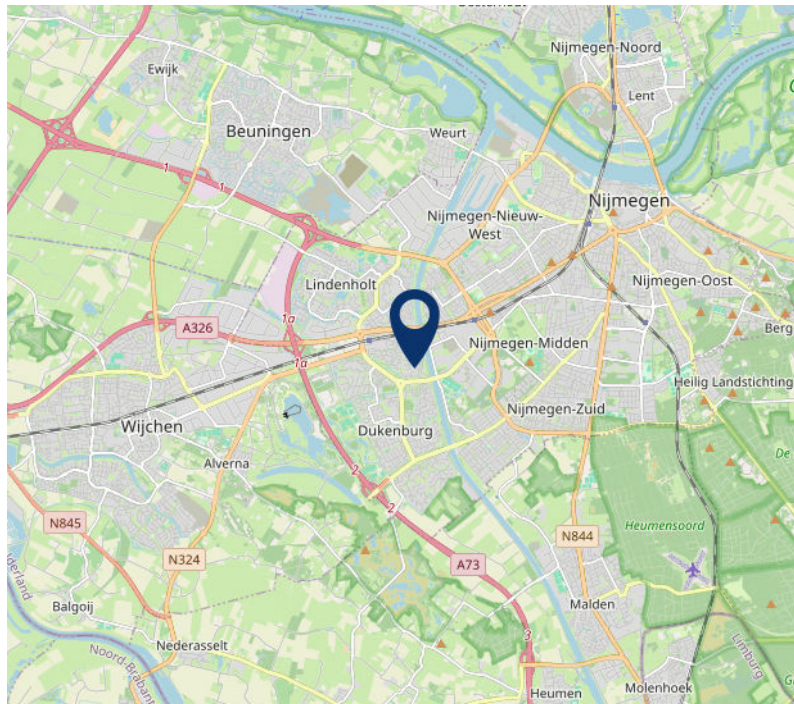 Nijmegen-Noord
Ewijk
Lent
Beuningen
Weurt
1
1
Nijmegen
Nijmegen-Nieuw-
West
Lindenholt
Nijmegen-Oost
1a
A326
Berg
Nijmegen-Midden
1a
Heilig Landstichting
Nijmegen-Zuid
Wijchen
Dukenburg
De
Alverna
2
2
N845
Heumensoord
N844
N324
A73
Balgoij
Malden
3
Nederasselt
Limburg
Noord-Brabant
Heumen
Molenhoek